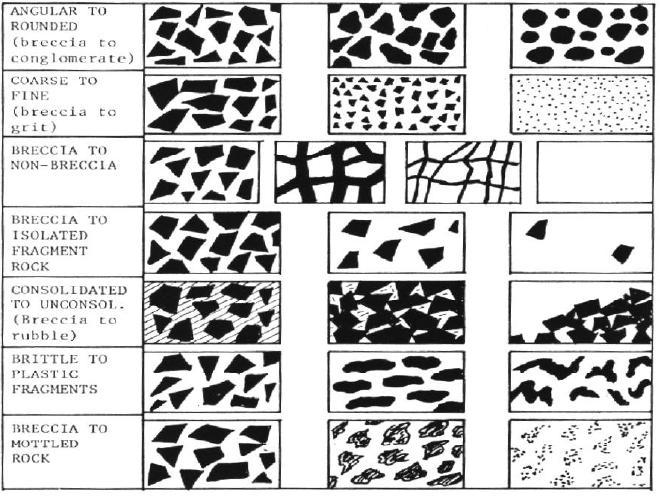 ANGULAR TO
ROUNDED
(breccia to
conglomerate)
COARSE TO
FINE
(breccia to
grit)
BRECCIA TO
NON-BRECCIA
BRECCIA TO
ISOLATED
FRAGMENT
ROCK
CONSOLIDATED
TO UNCONSOL.
(Breccia to
rubble)
BRITTLE TO
PLASTIC
FRAGMENTS
BRECCIA TO
MOTTLED
ROCK